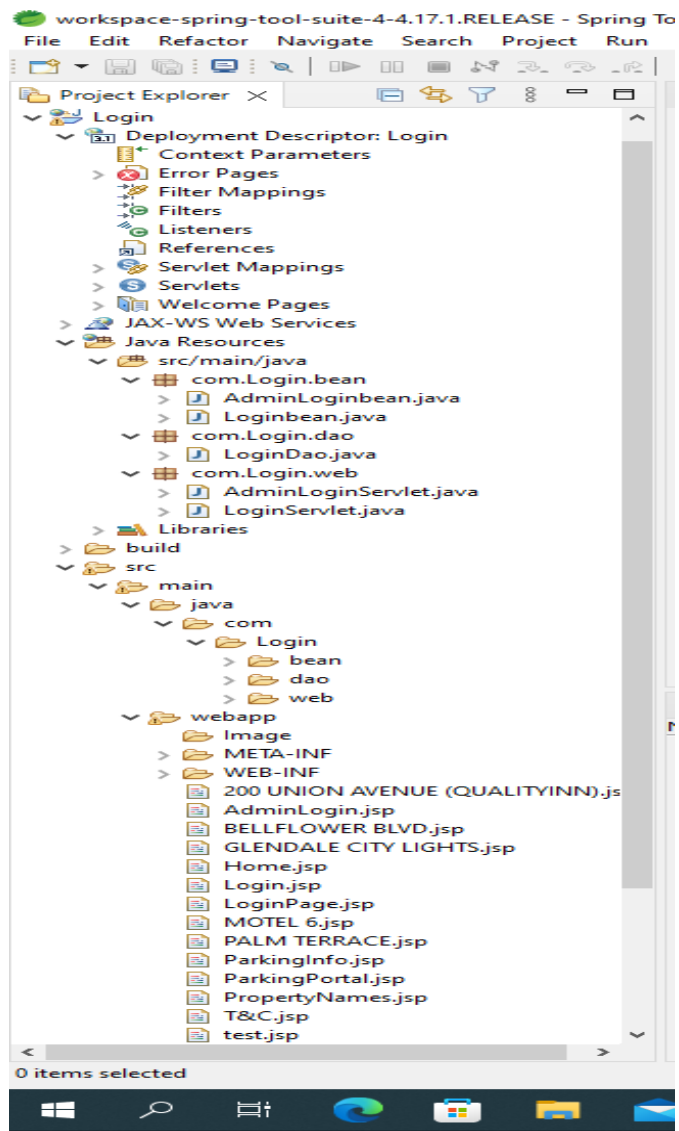 workspace-spring-tool-suite-4-4.17.1.RELEASE - Spring To
File Edit Refactor Navigate Search Project Run
Project Explorer
Login
Deployment Descriptor: Login
Context Parameters
Error Pages
Filter Mappings
Filters
Listeners
References
Servlet Mappings
Servlets
Welcome Pages
JAX-WS Web Services
Java Resources
src/main/java
com.Login.bean
AdminLoginbean.java
Loginbean.java
com.Login.dao
LoginDao.java
com.Login.web
AdminLoginServlet.java
LoginServlet.java
Libraries
build
src
main
java
com
Login
bean
dao
web
webapp
Image
META-INF
WEB-INF
200 UNION AVENUE (QUALITYINN).js
AdminLogin.jsp
BELLFLOWER BLVD.jsp
GLENDALE CITY LIGHTS.jsp
Home.jsp
Login.jsp
LoginPage.jsp
MOTEL 6.jsp
PALM TERRACE.jsp
ParkingInfo.jsp
ParkingPortal.jsp
PropertyNames.jsp
T&C.jsp
test.jsp
0 items selected